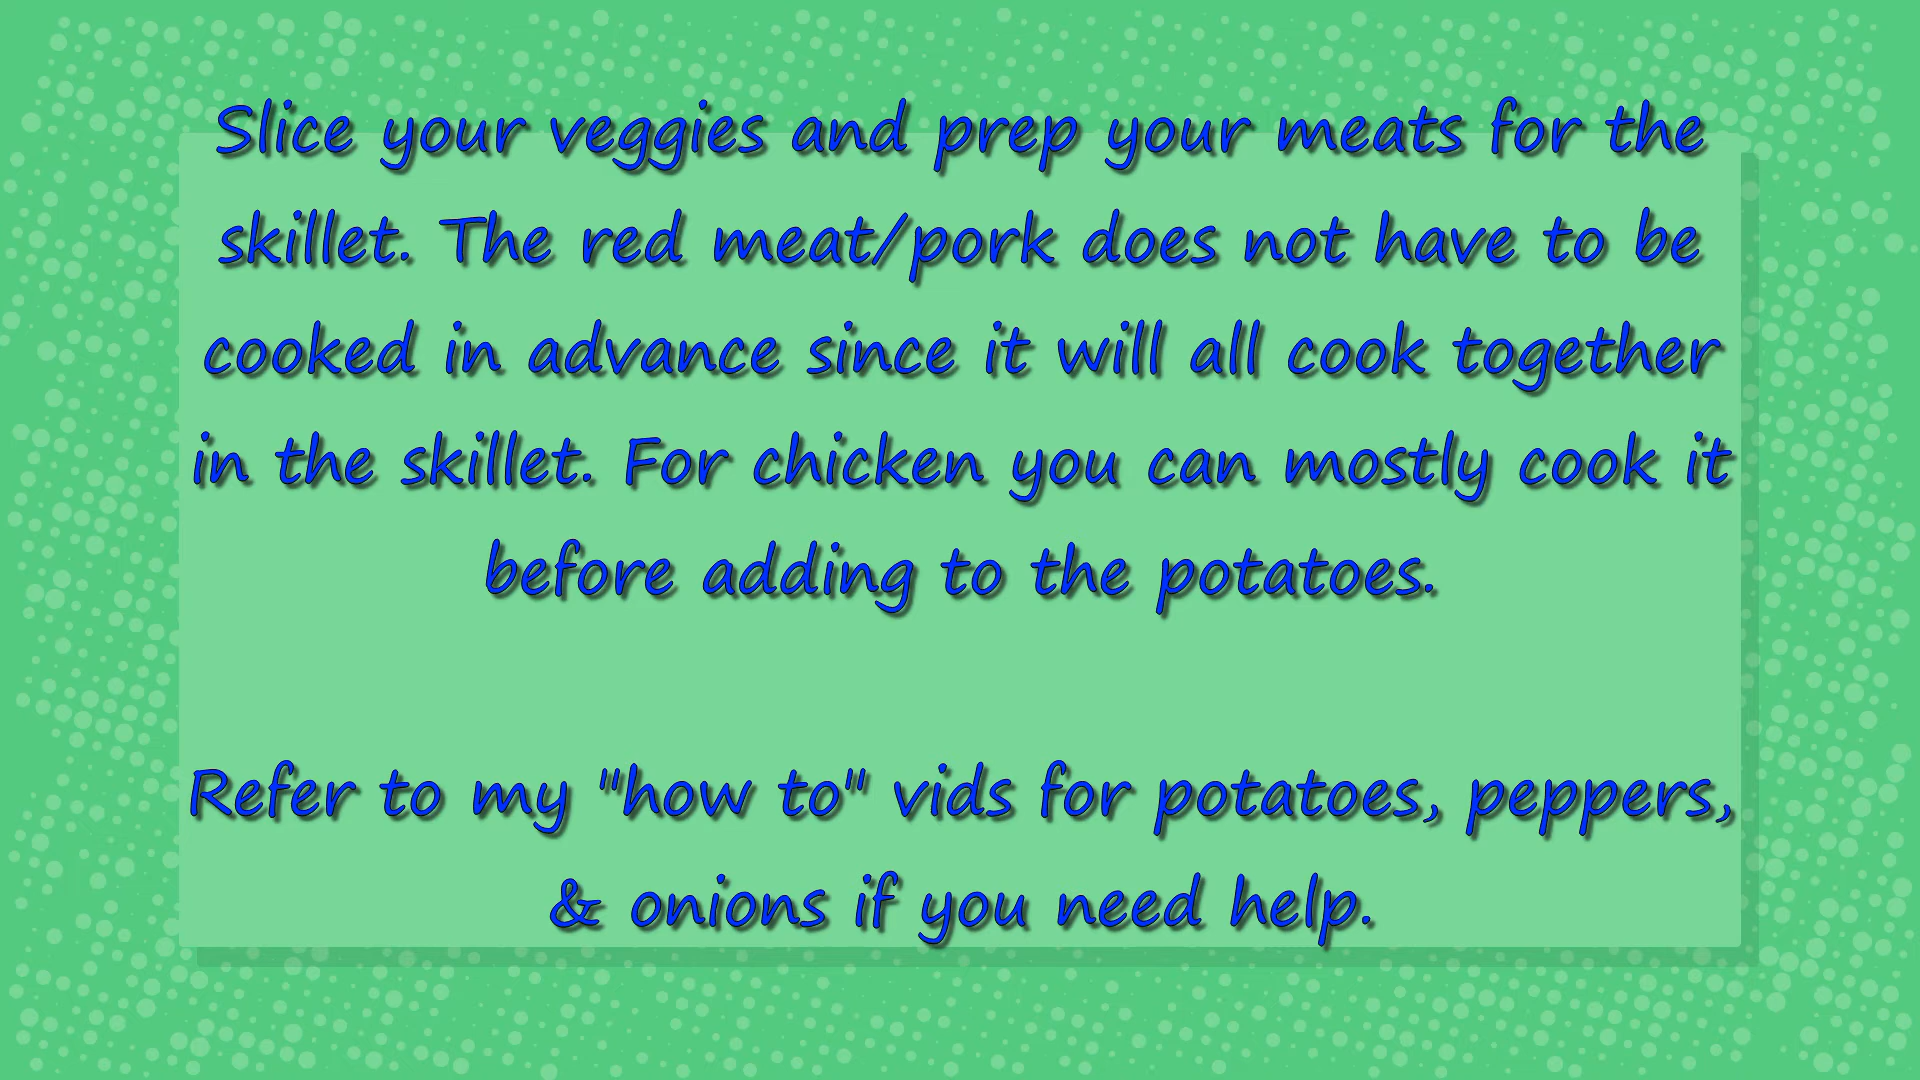 Slice your veggies and prep your meats for the
skillet. The red meat/pork does not have to be
cooked in advance since it will all cook together
in the skillet. For chicken you can mostly cook it
before adding to the potatoes.
Refer to my "how to" vids for potatoes, peppers,
& onions if you need help.